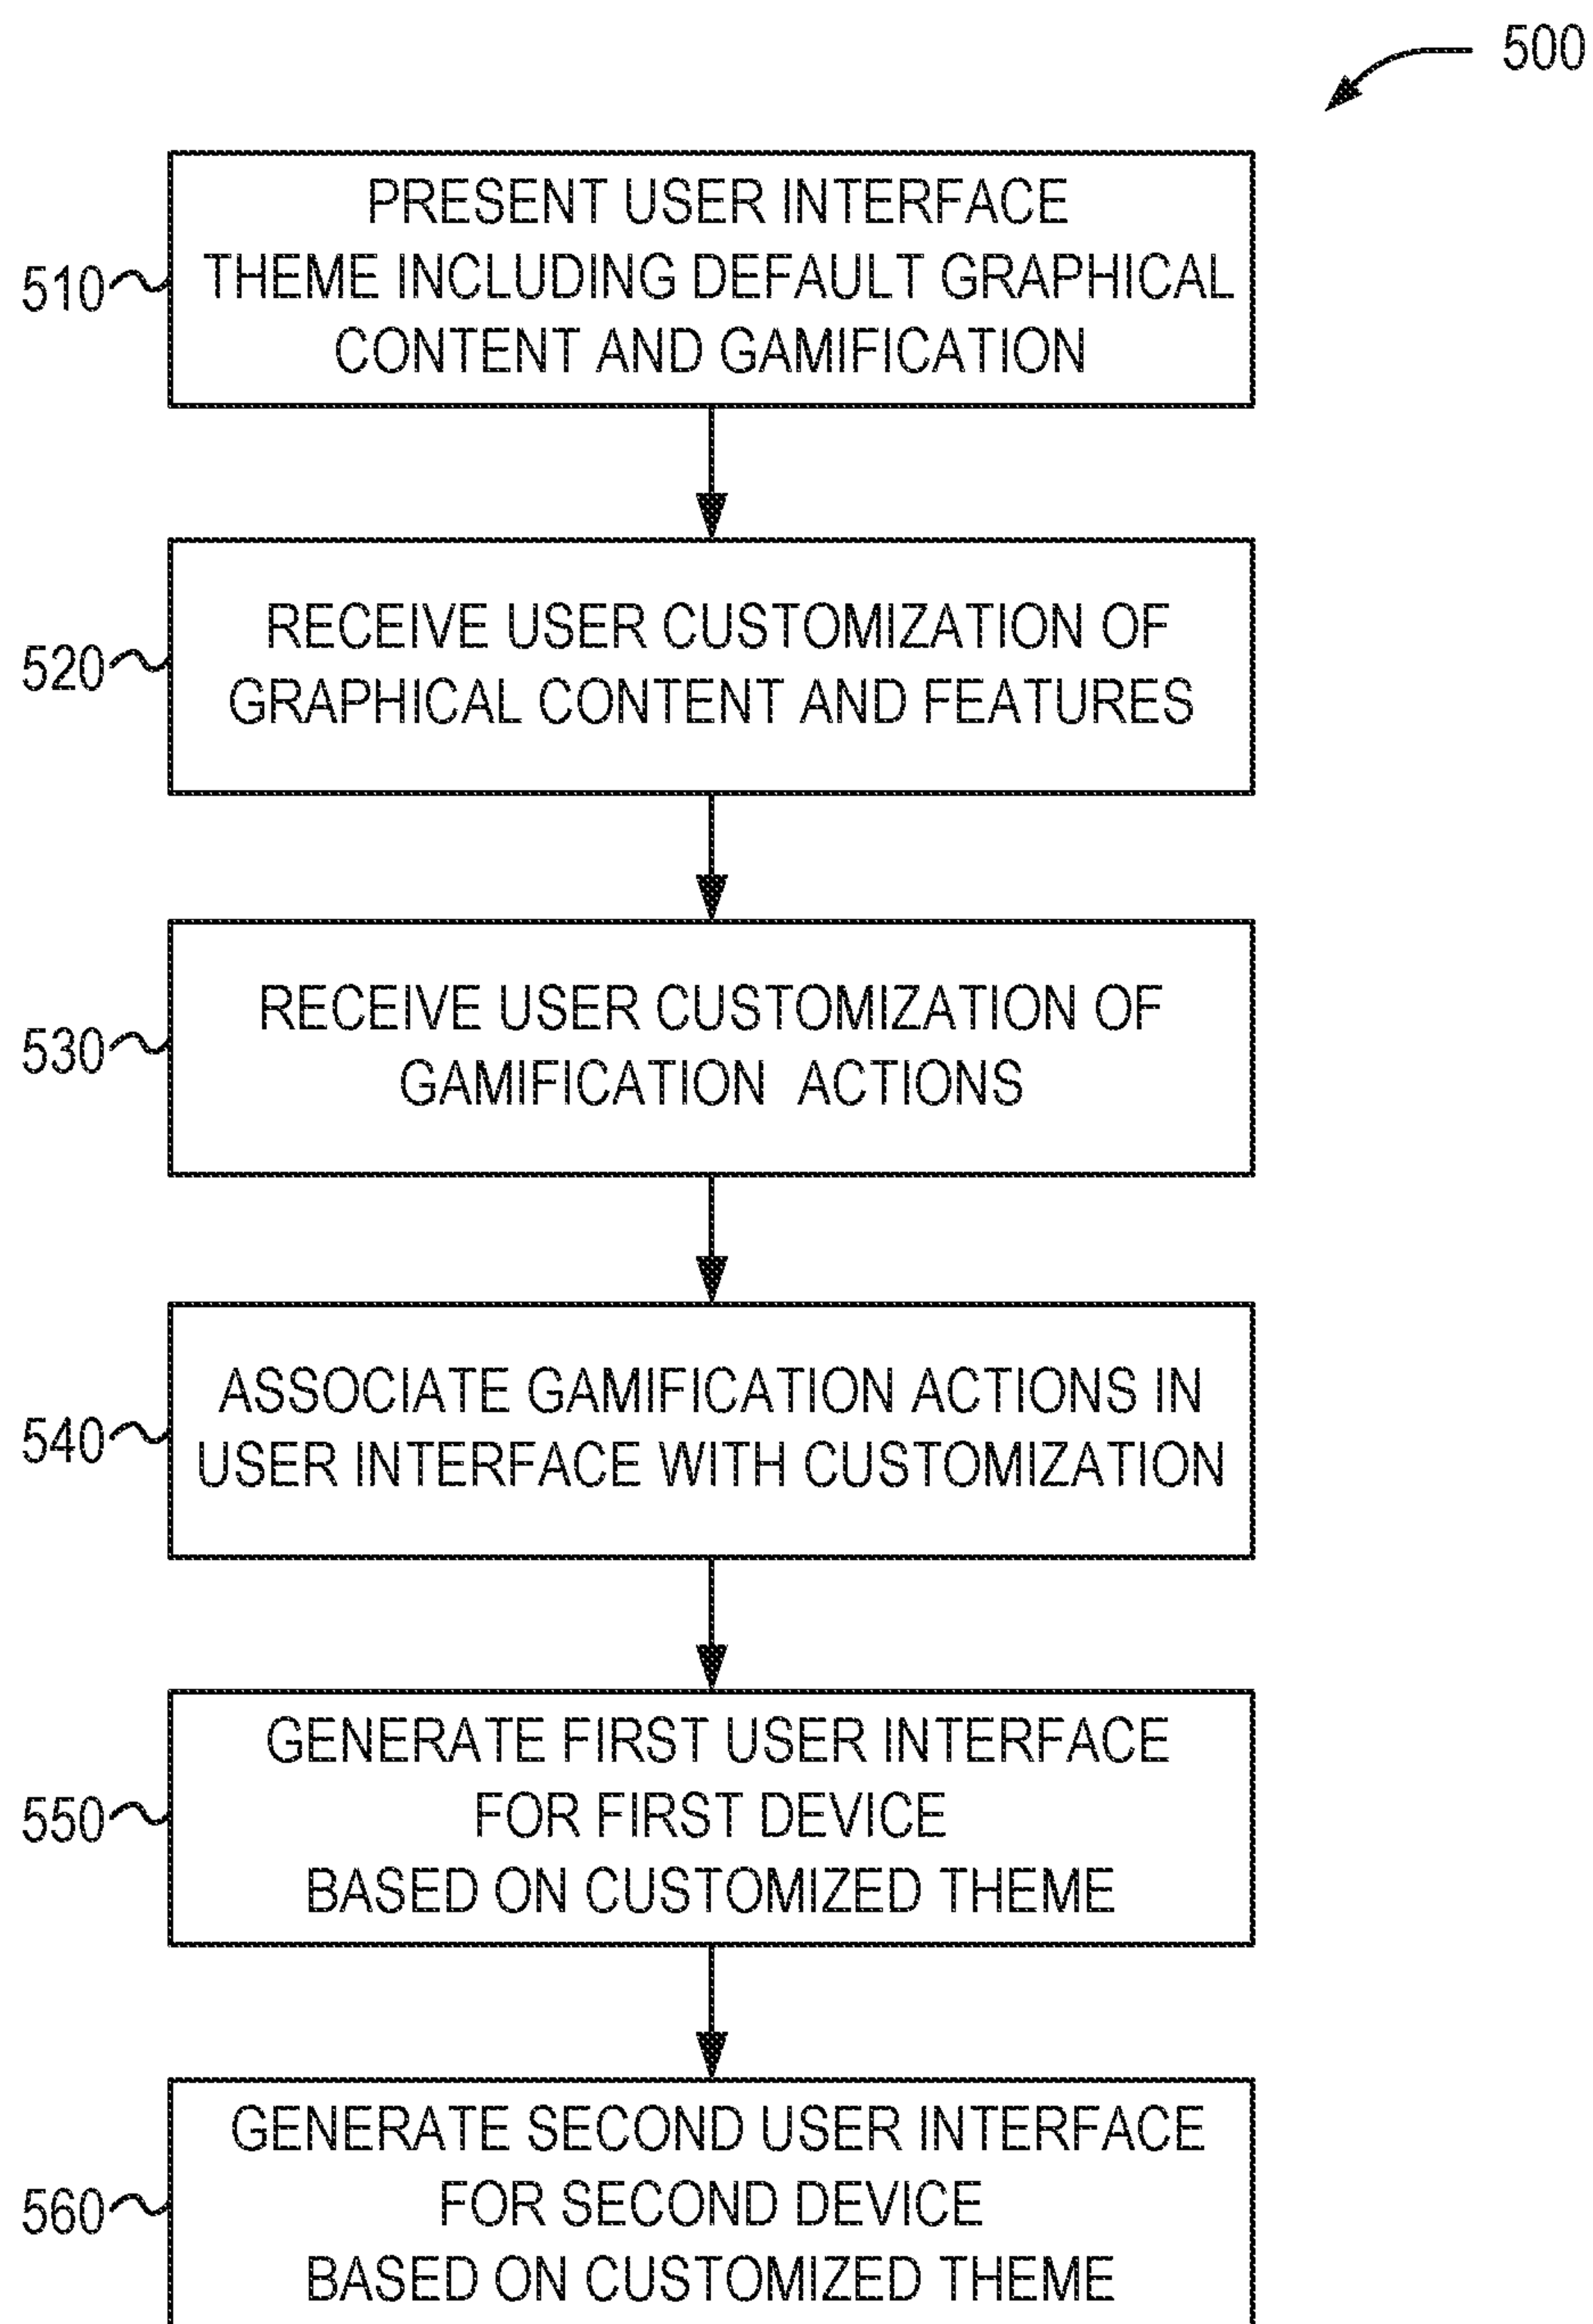 500
PRESENT USER INTERFACE
THEME INCLUDING DEFAULT GRAPHICAL
CONTENT AND GAMIFICATION
510
RECEIVE USER CUSTOMIZATION OF
GRAPHICAL CONTENT AND FEATURES
520
RECEIVE USER CUSTOMIZATION OF
GAMIFICATION ACTIONS
530
ASSOCIATE GAMIFICATION ACTIONS IN
USER INTERFACE WITH CUSTOMIZATION
540
GENERATE FIRST USER INTERFACE
FOR FIRST DEVICE
BASED ON CUSTOMIZED THEME
550
GENERATE SECOND USER INTERFACE
FOR SECOND DEVICE
BASED ON CUSTOMIZED THEME
560